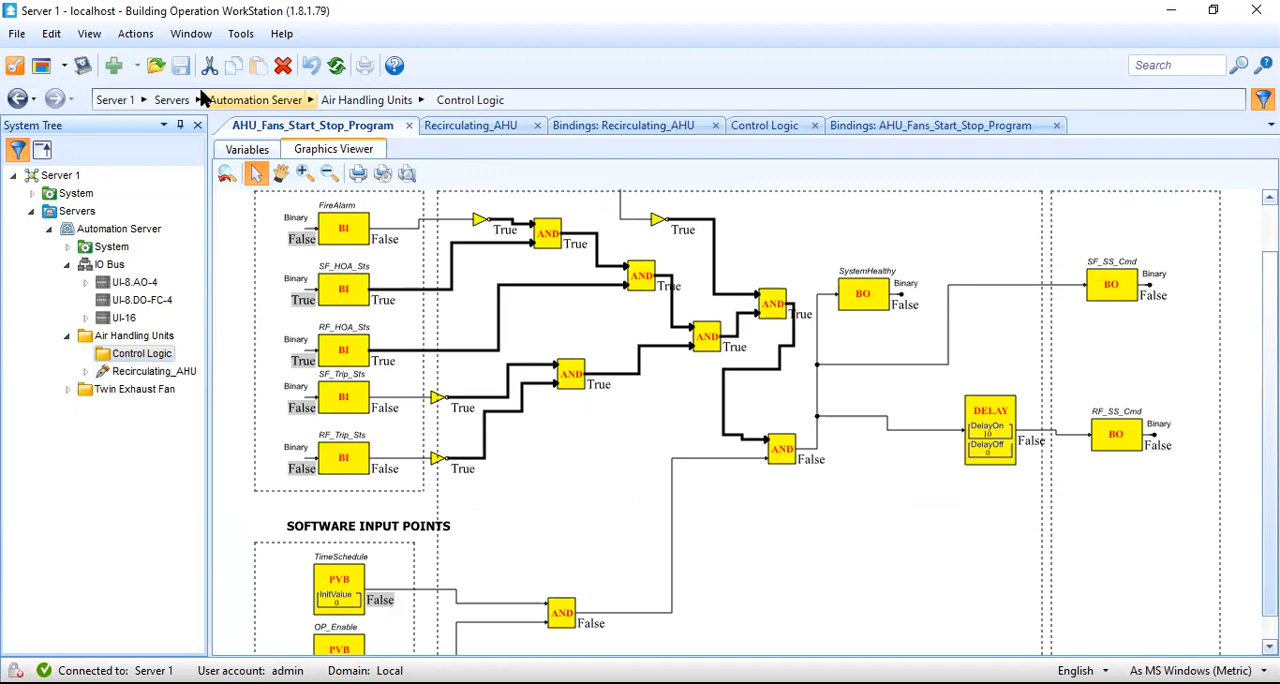 Server 1 - localhost - Building Operation WorkStation (1.8.1.79)
File Edit View Actions Window Tools Help
Search
Server 1 Servers Automation Server Air Handling Units Control Logic
System Tree
AHU_Fans_Start_Stop_Program Recirculating_AHU Bindings: Recirculating_AHU Control Logic Bindings: AHU_Fans_Start_Stop_Program
Variables Graphics Viewer
Server 1
System
Servers
Automation Server
System
IO Bus
UI-8.AO-4
UI-8.DO-FC-4
UI-16
Air Handling Units
Control Logic
Recirculating_AHU
Twin Exhaust Fan
FireAlarm
Binary
BI
False
False
True
AND
True
True
SF_HOA_Sts
Binary
BI
True
True
AND
True
RF_HOA_Sts
Binary
BI
True
True
AND
True
AND
True
SF_Trip_Sts
Binary
BI
False
False
True
AND
True
RF_Trip_Sts
Binary
BI
False
False
True
AND
False
SystemHealthy
BO
Binary
False
SF_SS_Cmd
BO
Binary
False
DELAY
DelayOn
10
DelayOff
0
False
RF_SS_Cmd
BO
Binary
False
SOFTWARE INPUT POINTS
TimeSchedule
PVB
InitValue
0
False
AND
False
OP_Enable
PVB
Connected to: Server 1 User account: admin Domain: Local English As MS Windows (Metric)